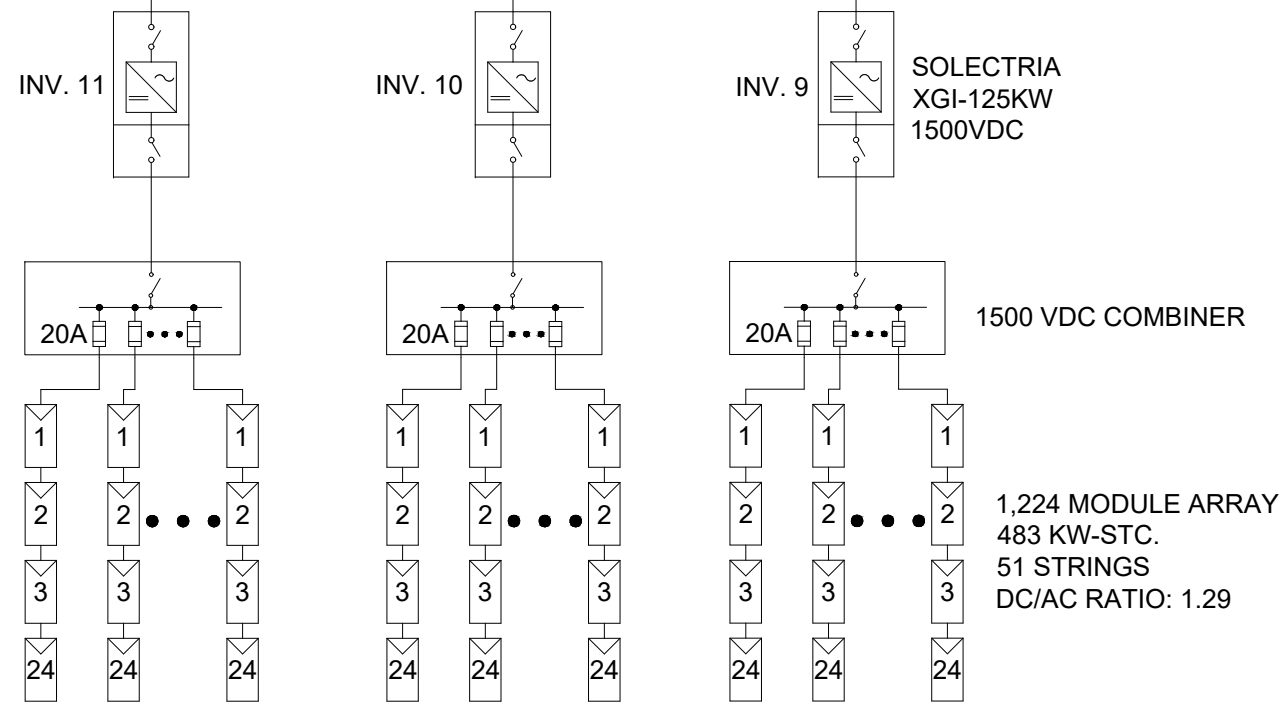 INV. 11
INV. 10
INV. 9
SOLECTRIA
XGI-125KW
1500VDC
20A
20A
20A
1500 VDC COMBINER
1 1 1 1 1 1 1 1 1
2 2 2 2 2 2 2 2 2
1,224 MODULE ARRAY
483 KW-STC.
51 STRINGS
DC/AC RATIO: 1.29
3 3 3 3 3 3 3 3 3
24 24 24 24 24 24 24 24 24